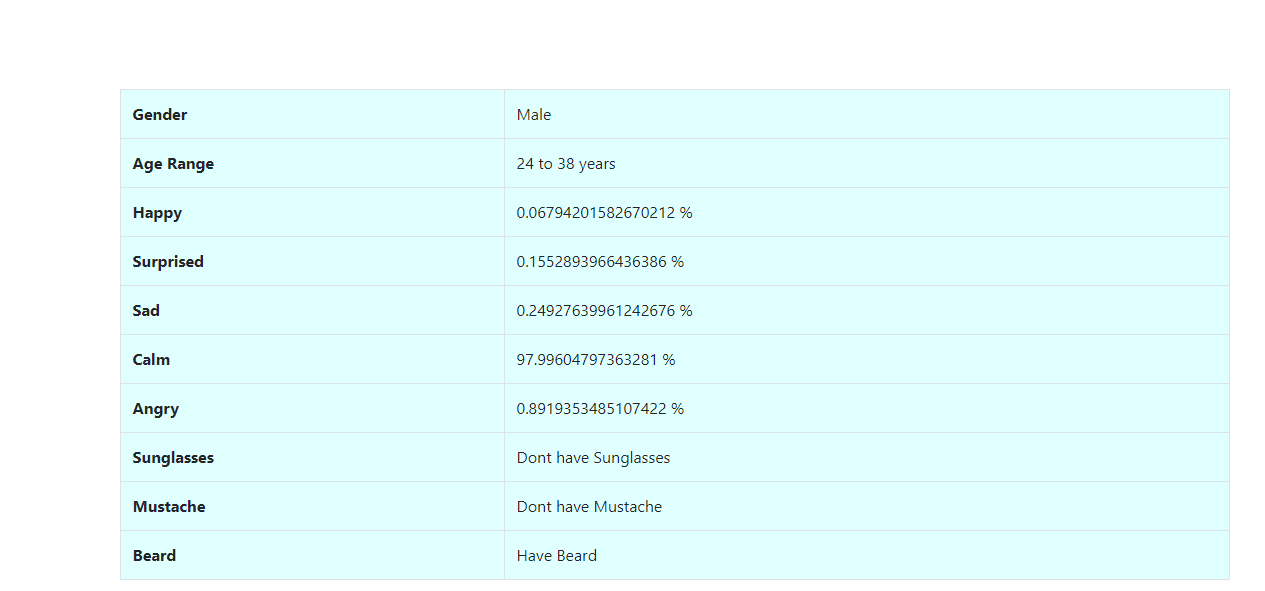 Gender Male
Age Range 24 to 38 years
Happy 0.06794201582670212 %
Surprised 0.1552893966436386 %
Sad 0.24927639961242676 %
Calm 97.99604797363281 %
Angry 0.8919353485107422 %
Sunglasses Dont have Sunglasses
Mustache Dont have Mustache
Beard Have Beard